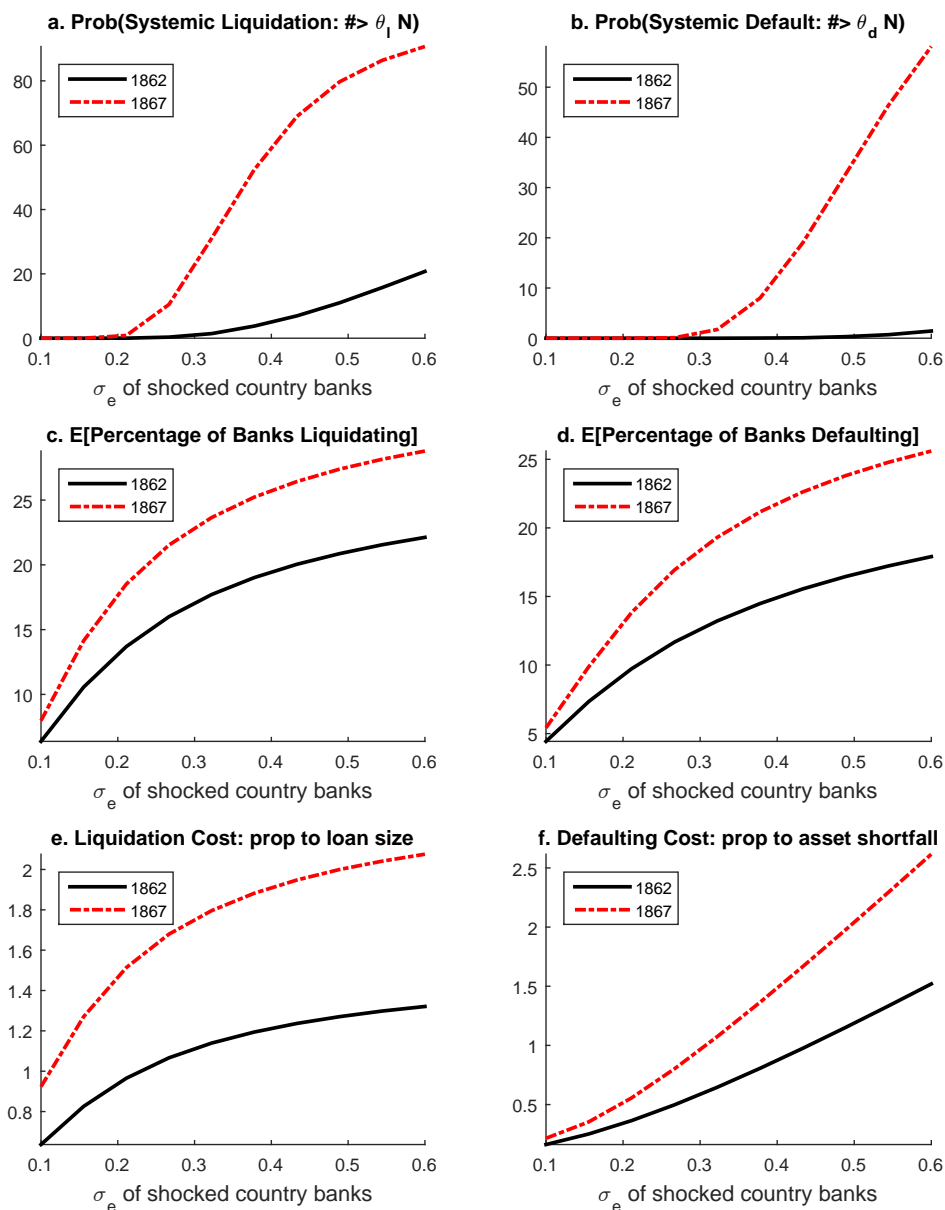 a. Prob(Systemic Liquidation: #> θ_l N)
1862
1867
80
60
40
20
0
0.1 0.2 0.3 0.4 0.5 0.6
σ_e of shocked country banks
b. Prob(Systemic Default: #> θ_d N)
1862
1867
50
40
30
20
10
0
0.1 0.2 0.3 0.4 0.5 0.6
σ_e of shocked country banks
c. E[Percentage of Banks Liquidating]
1862
1867
25
20
15
10
0.1 0.2 0.3 0.4 0.5 0.6
σ_e of shocked country banks
d. E[Percentage of Banks Defaulting]
1862
1867
25
20
15
10
5
0.1 0.2 0.3 0.4 0.5 0.6
σ_e of shocked country banks
e. Liquidation Cost: prop to loan size
1862
1867
2
1.8
1.6
1.4
1.2
1
0.8
0.1 0.2 0.3 0.4 0.5 0.6
σ_e of shocked country banks
f. Defaulting Cost: prop to asset shortfall
1862
1867
2.5
2
1.5
1
0.5
0.1 0.2 0.3 0.4 0.5 0.6
σ_e of shocked country banks